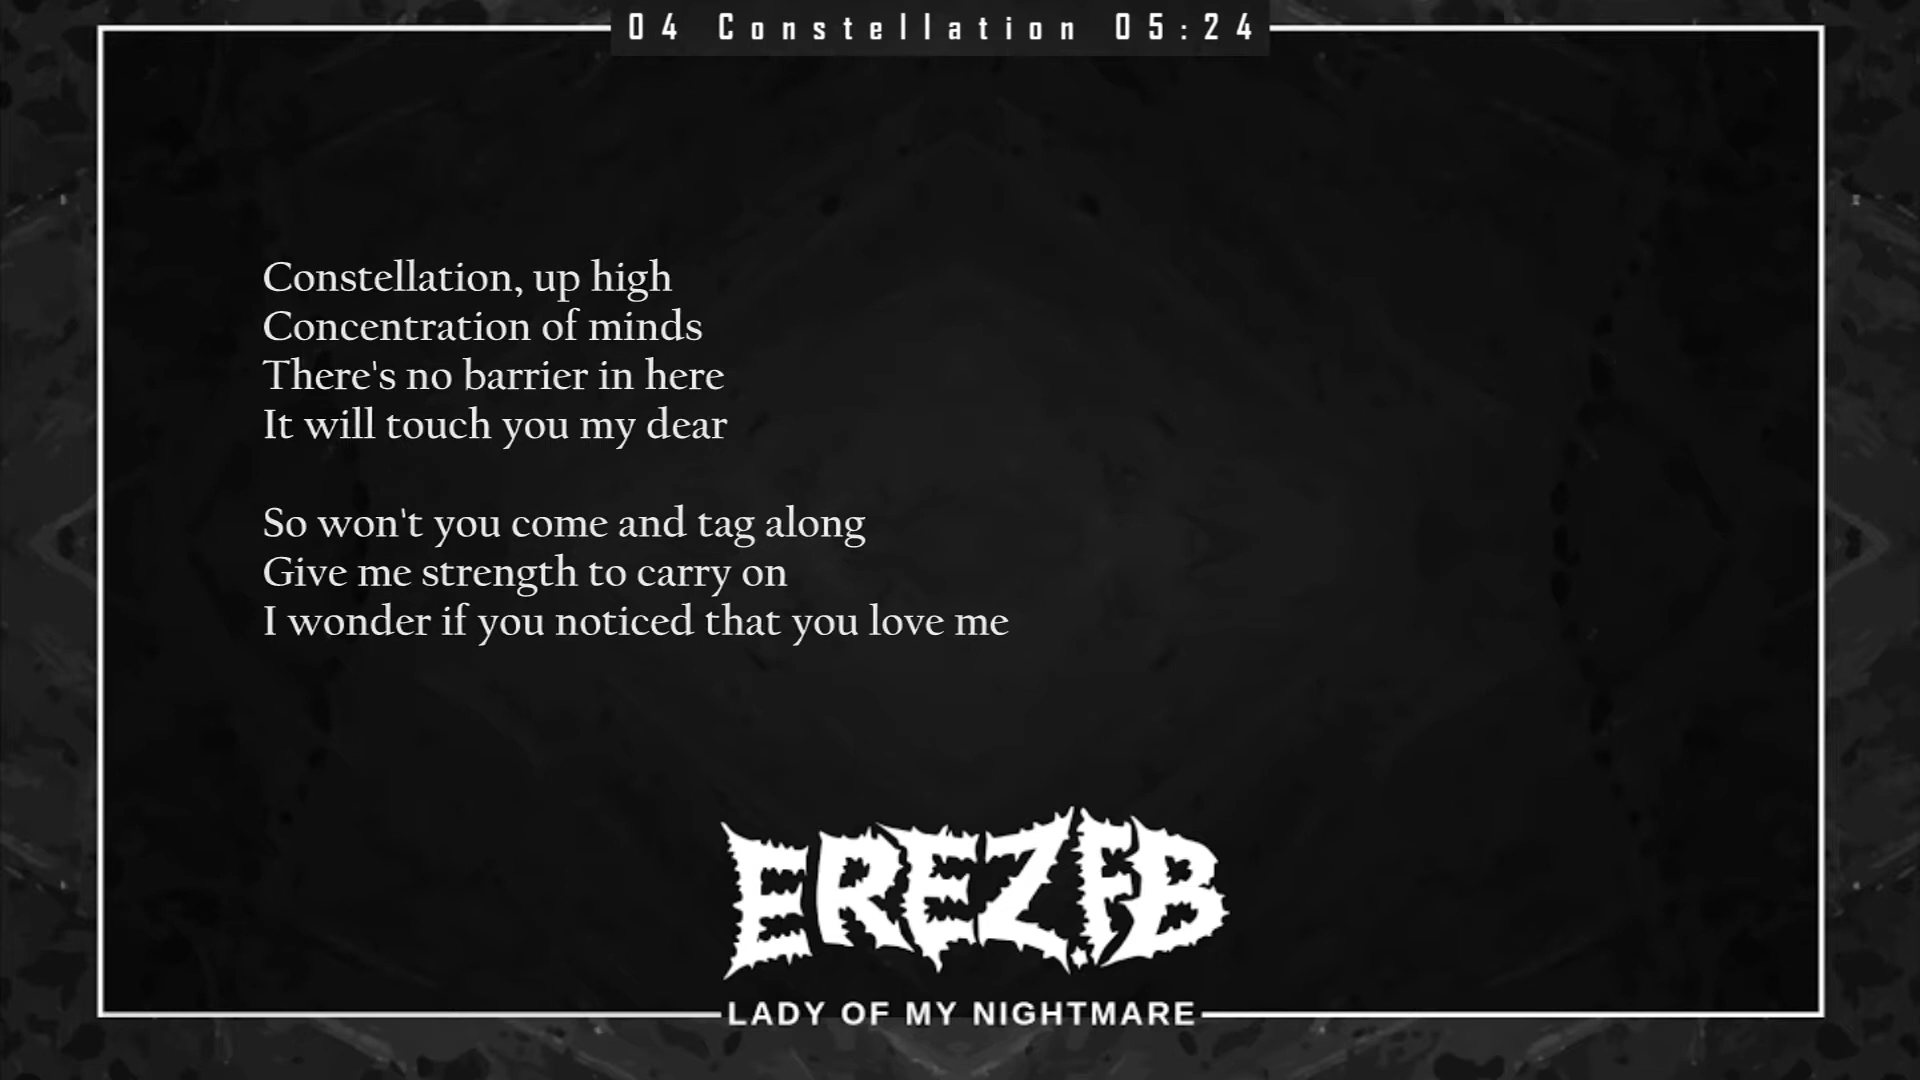 04 Constellation 05:24
Constellation, up high
Concentration of minds
There's no barrier in here
It will touch you my dear
So won't you come and tag along
Give me strength to carry on
I wonder if you noticed that you love me
EREZ.FB
LADY OF MY NIGHTMARE